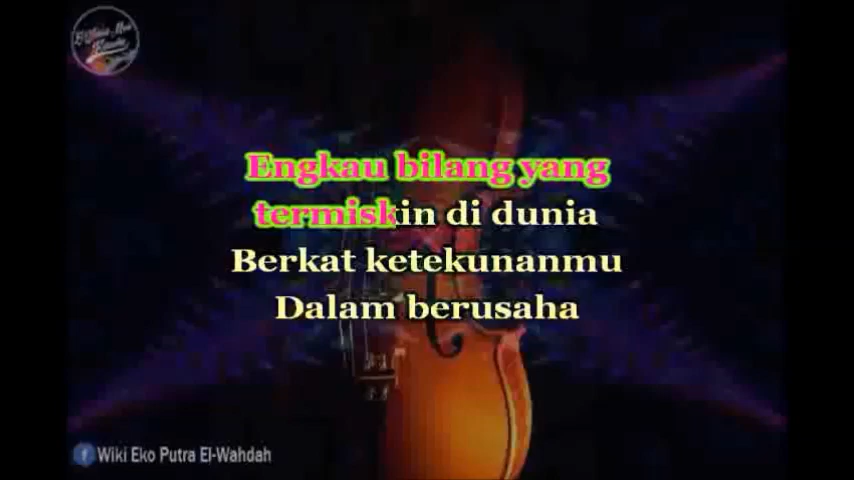 Engkau bilang yang
termiskin di dunia
Berkat ketekunanmu
Dalam berusaha
Wiki Eko Putra El-Wahdah